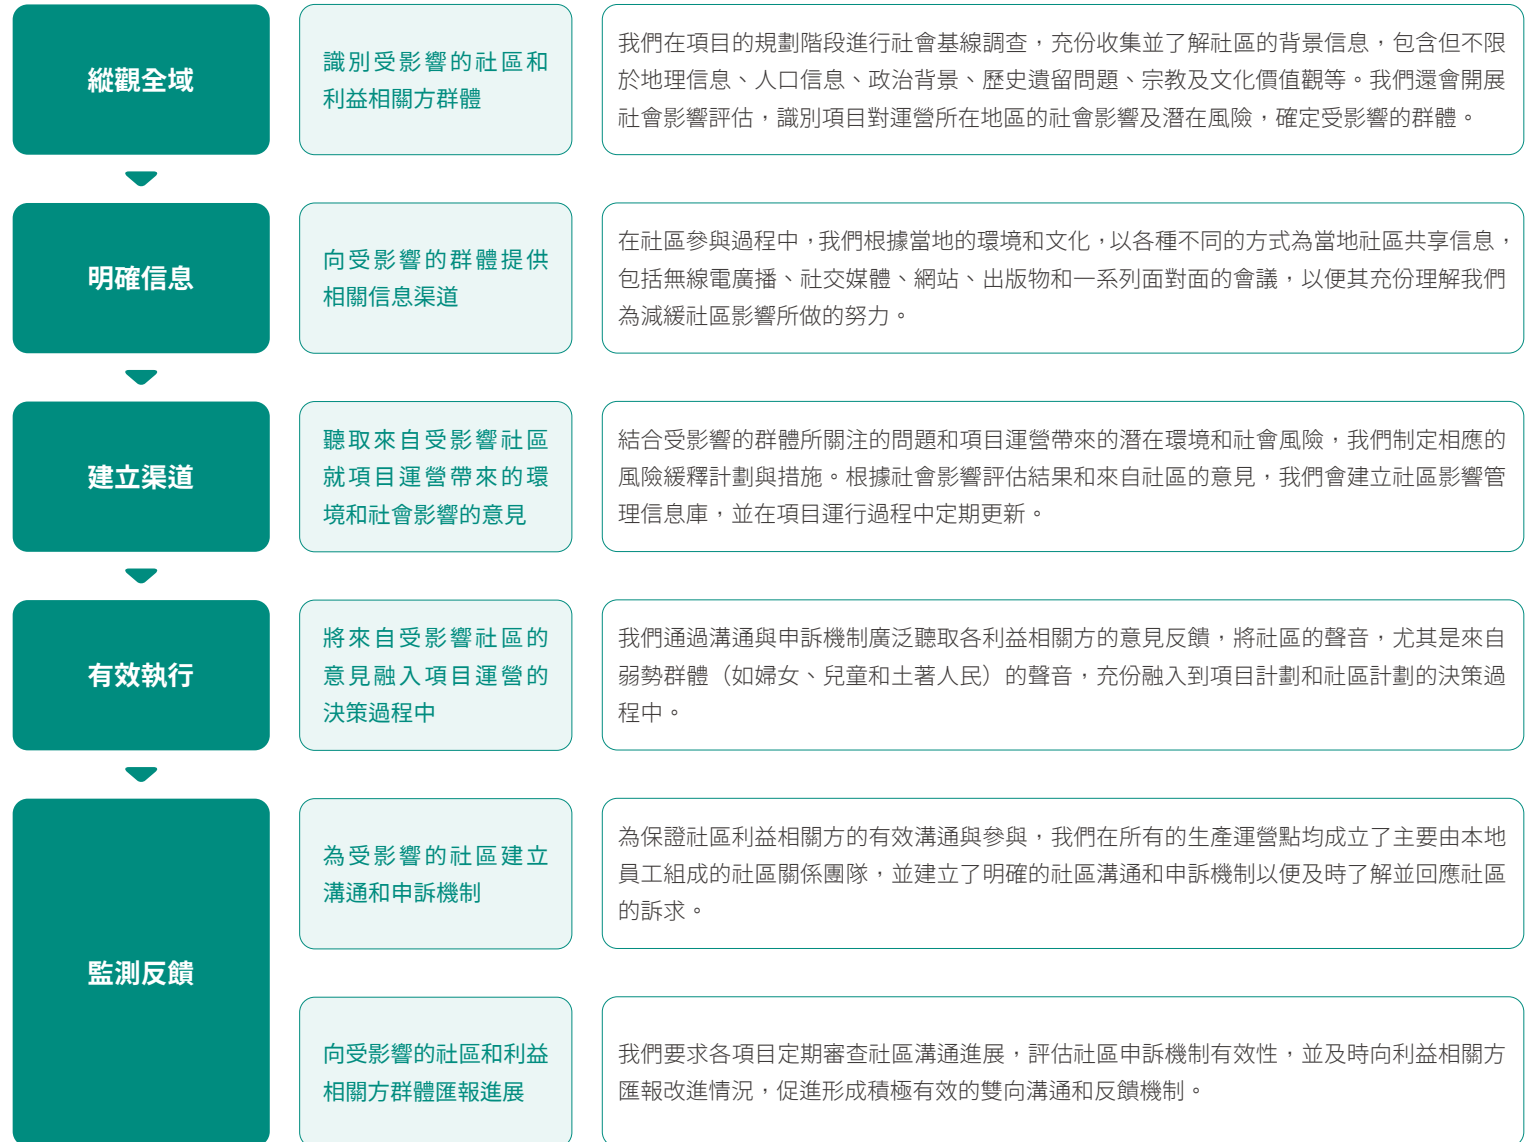 縱觀全域
識別受影響的社區和
利益相關方群體
我們在項目的規劃階段進行社會基線調查，充份收集並了解社區的背景信息，包含但不限
於地理信息、人口信息、政治背景、歷史遺留問題、宗教及文化價值觀等。我們還會開展
社會影響評估，識別項目對運營所在地區的社會影響及潛在風險，確定受影響的群體。
明確信息
向受影響的群體提供
相關信息渠道
在社區參與過程中，我們根據當地的環境和文化，以各種不同的方式為當地社區共享信息，
包括無線電廣播、社交媒體、網站、出版物和一系列面對面的會議，以便其充份理解我們
為減緩社區影響所做的努力。
建立渠道
聽取來自受影響社區
就項目運營帶來的環
境和社會影響的意見
結合受影響的群體所關注的問題和項目運營帶來的潛在環境和社會風險，我們制定相應的
風險緩釋計劃與措施。根據社會影響評估結果和來自社區的意見，我們會建立社區影響管
理信息庫，並在項目運行過程中定期更新。
有效執行
將來自受影響社區的
意見融入項目運營的
決策過程中
我們通過溝通與申訴機制廣泛聽取各利益相關方的意見反饋，將社區的聲音，尤其是來自
弱勢群體（如婦女、兒童和土著人民）的聲音，充份融入到項目計劃和社區計劃的決策過
程中。
監測反饋
為受影響的社區建立
溝通和申訴機制
為保證社區利益相關方的有效溝通與參與，我們在所有的生產運營點均成立了主要由本地
員工組成的社區關係團隊，並建立了明確的社區溝通和申訴機制以便及時了解並回應社區
的訴求。
向受影響的社區和利益
相關方群體匯報進展
我們要求各項目定期審查社區溝通進展，評估社區申訴機制有效性，並及時向利益相關方
匯報改進情況，促進形成積極有效的雙向溝通和反饋機制。